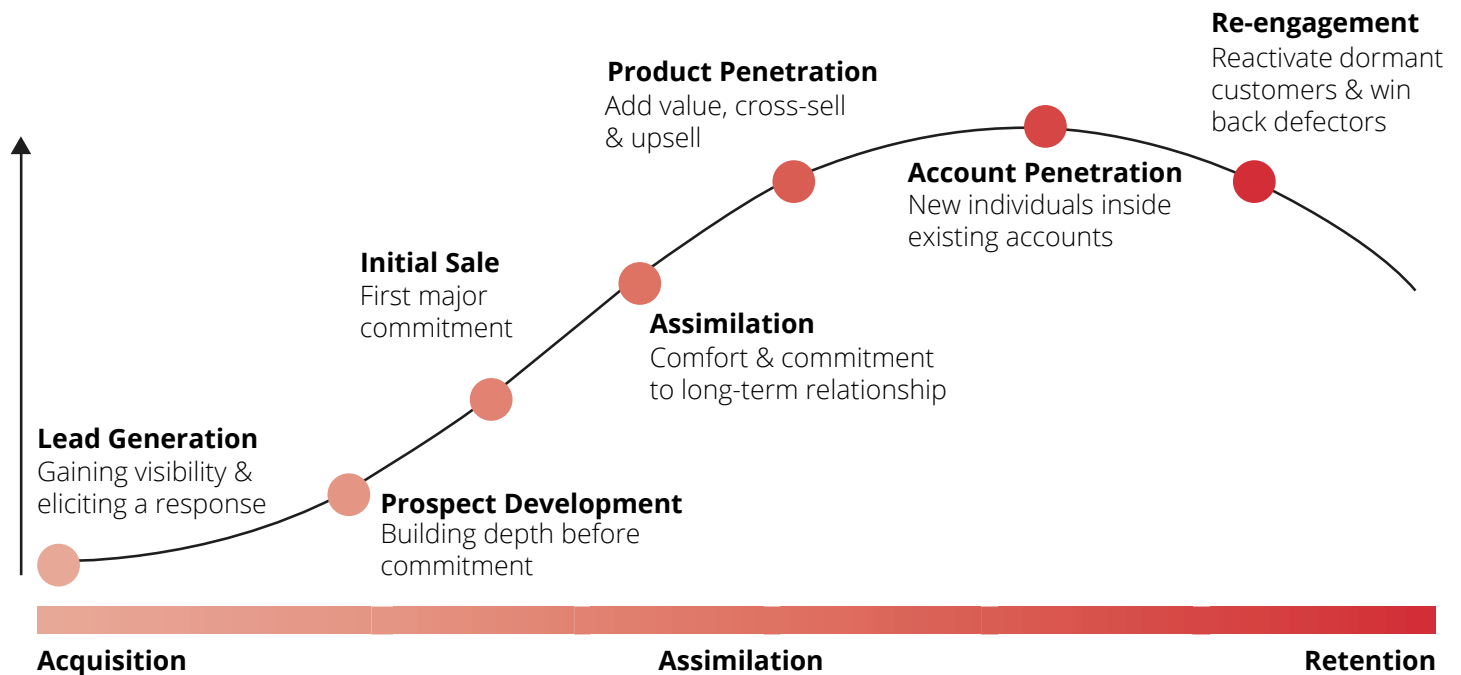 Re-engagement
Reactivate dormant
customers & win
back defectors
Product Penetration
Add value, cross-sell
& upsell
Account Penetration
New individuals inside
existing accounts
Initial Sale
First major
commitment
Assimilation
Comfort & commitment
to long-term relationship
Lead Generation
Gaining visibility &
eliciting a response
Prospect Development
Building depth before
commitment
Acquisition
Assimilation
Retention